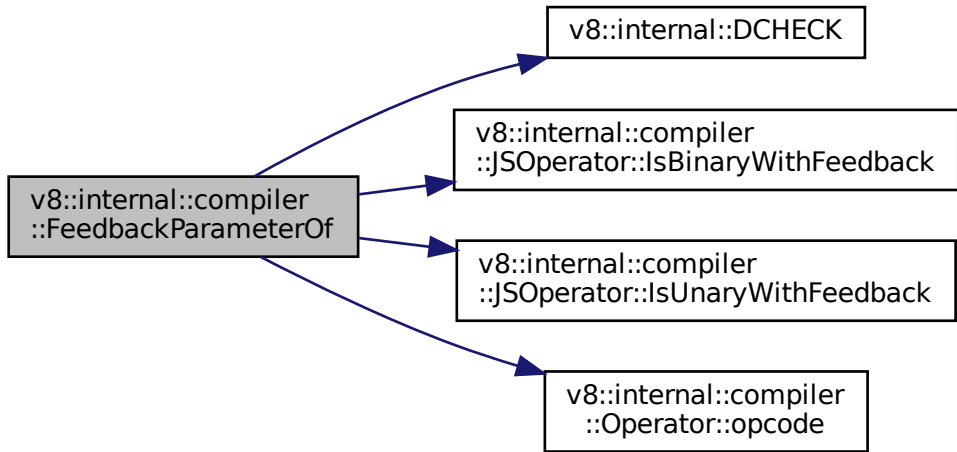 v8::internal::compiler
::FeedbackParameterOf
v8::internal::DCHECK
v8::internal::compiler
::JSOperator::IsBinaryWithFeedback
v8::internal::compiler
::JSOperator::IsUnaryWithFeedback
v8::internal::compiler
::Operator::opcode